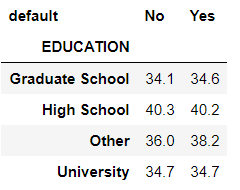 default No Yes
EDUCATION
Graduate School 34.1 34.6
High School 40.3 40.2
Other 36.0 38.2
University 34.7 34.7